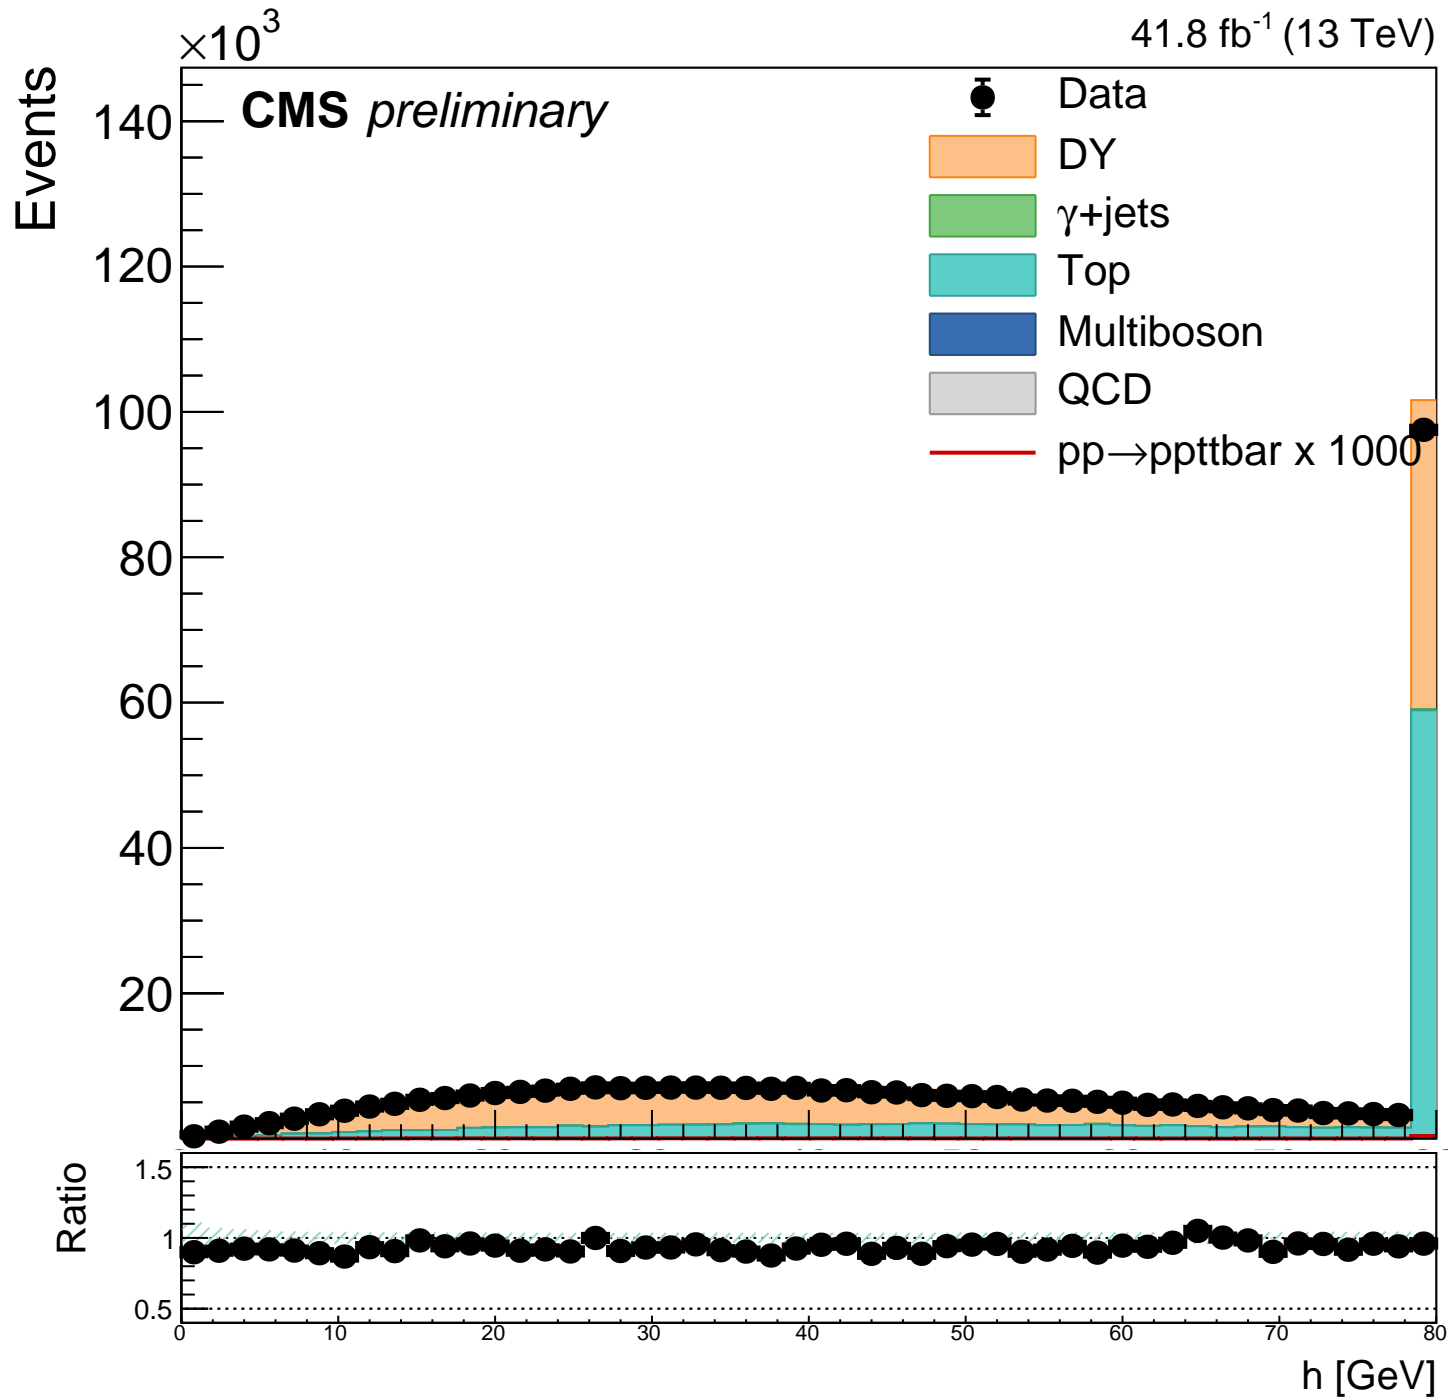 ×10³
41.8 fb⁻¹ (13 TeV)
Events
CMS preliminary
Data
DY
γ+jets
Top
Multiboson
QCD
pp→ppttbar x 1000
140
120
100
80
60
40
20
Ratio
1.5
1
0.5
0 10 20 30 40 50 60 70 80
h [GeV]